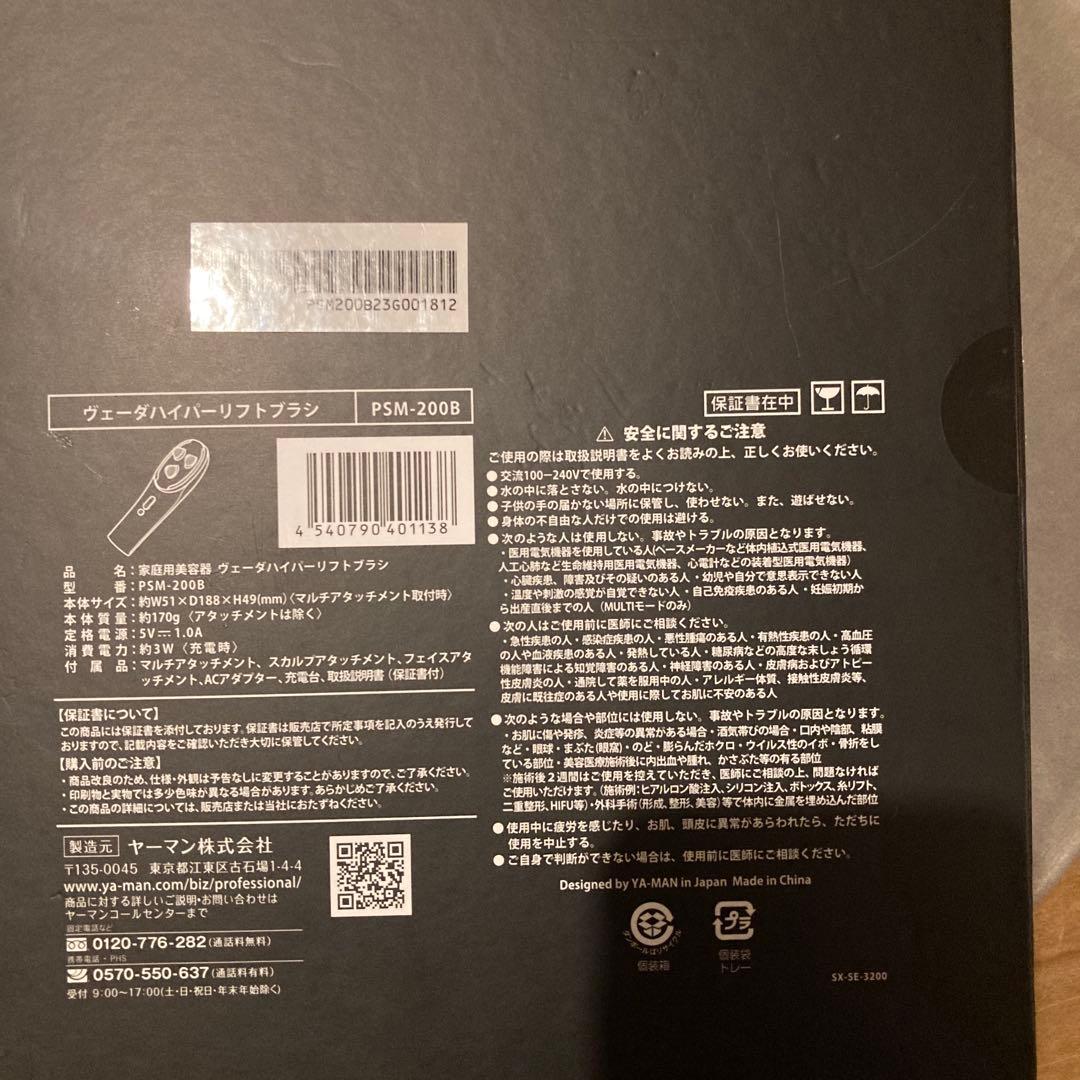 PSM200B23G001812
ヴェーダハイパーリフトブラシ PSM-200B
4 540790 401138
品 名：家庭用美容器 ヴェーダハイパーリフトブラシ
型 番：PSM-200B
本体サイズ：約W51×D188×H49(mm)〈マルチアタッチメント取付時〉
本体質量：約170g〈アタッチメントは除く〉
定格電源：5V⎓1.0A
消費電力：約3W〈充電時〉
付属品：マルチアタッチメント、スカルプアタッチメント、フェイスアタ
ッチメント、ACアダプター、充電台、取扱説明書（保証書付）
【保証書について】
この商品には保証書を添付しております。保証書は販売店で所定事項を記入のうえ発行して
おりますので、記載内容をご確認いただき大切に保管してください。
【購入前のご注意】
・商品改良のため、仕様・外観は予告なしに変更することがありますので、ご了承ください。
・印刷物と実物では多少色味が異なる場合があります。あらかじめご了承ください。
・この商品の詳細については、販売店または当社におたずねください。
製造元 ヤーマン株式会社
〒135-0045 東京都江東区古石場1-4-4
www.ya-man.com/biz/professional/
商品に対する詳しいご説明・お問い合わせは
ヤーマンコールセンターまで
固定電話など
0120-776-282（通話料無料）
携帯電話・PHS
0570-550-637（通話料有料）
受付 9:00〜17:00（土・日・祝日・年末年始除く）
保証書在中
⚠ 安全に関するご注意
ご使用の際は取扱説明書をよくお読みの上、正しくお使いください。
●交流100−240Vで使用する。
●水の中に落とさない。水の中につけない。
●子供の手の届かない場所に保管し、使わせない。また、遊ばせない。
●身体の不自由な人だけでの使用は避ける。
●次のような人は使用しない。事故やトラブルの原因となります。
・医用電気機器を使用している人(ペースメーカーなど体内植込式医用電気機器、
人工心肺など生命維持用医用電気機器、心電計などの装着型医用電気機器)
・心臓疾患、障害及びその疑いのある人・幼児や自分で意思表示できない人
・温度や刺激の感覚が自覚できない人・自己免疫疾患のある人・妊娠初期か
ら出産直後までの人（MULTIモードのみ）
●次の人はご使用前に医師にご相談ください。
・急性疾患の人・感染症疾患の人・悪性腫瘍のある人・有熱性疾患の人・高血圧
の人や血液疾患のある人・発熱している人・糖尿病などの高度な末しょう循環
機能障害による知覚障害のある人・神経障害のある人・皮膚病およびアトピー
性皮膚炎の人・通院して薬を服用中の人・アレルギー体質、接触性皮膚炎等、
皮膚に既往症のある人や使用に際してお肌に不安のある人
●次のような場合や部位には使用しない。事故やトラブルの原因となります。
・お肌に傷や発疹、炎症等の異常がある場合・酒気帯びの場合・口内や陰部、粘膜
など・眼球・まぶた(眼窩)・のど・膨らんだホクロ・ウイルス性のイボ・骨折をし
ている部位・美容医療施術後に内出血や腫れ、かさぶた等の有る部位
※施術後2週間はご使用を控えていただき、医師にご相談の上、問題なければ
ご使用いただけます。（施術例：ヒアルロン酸注入、シリコン注入、ボトックス、糸リフト、
二重整形、HIFU等）・外科手術（形成、整形、美容）等で体内に金属を埋め込んだ部位
●使用中に疲労を感じたり、お肌、頭皮に異常があらわれたら、ただちに
使用を中止する。
●ご自身で判断ができない場合は、使用前に医師にご相談ください。
Designed by YA-MAN in Japan Made in China
ダンボールはリサイクル
個装箱
プラ
個装袋
トレー
SX-SE-3200